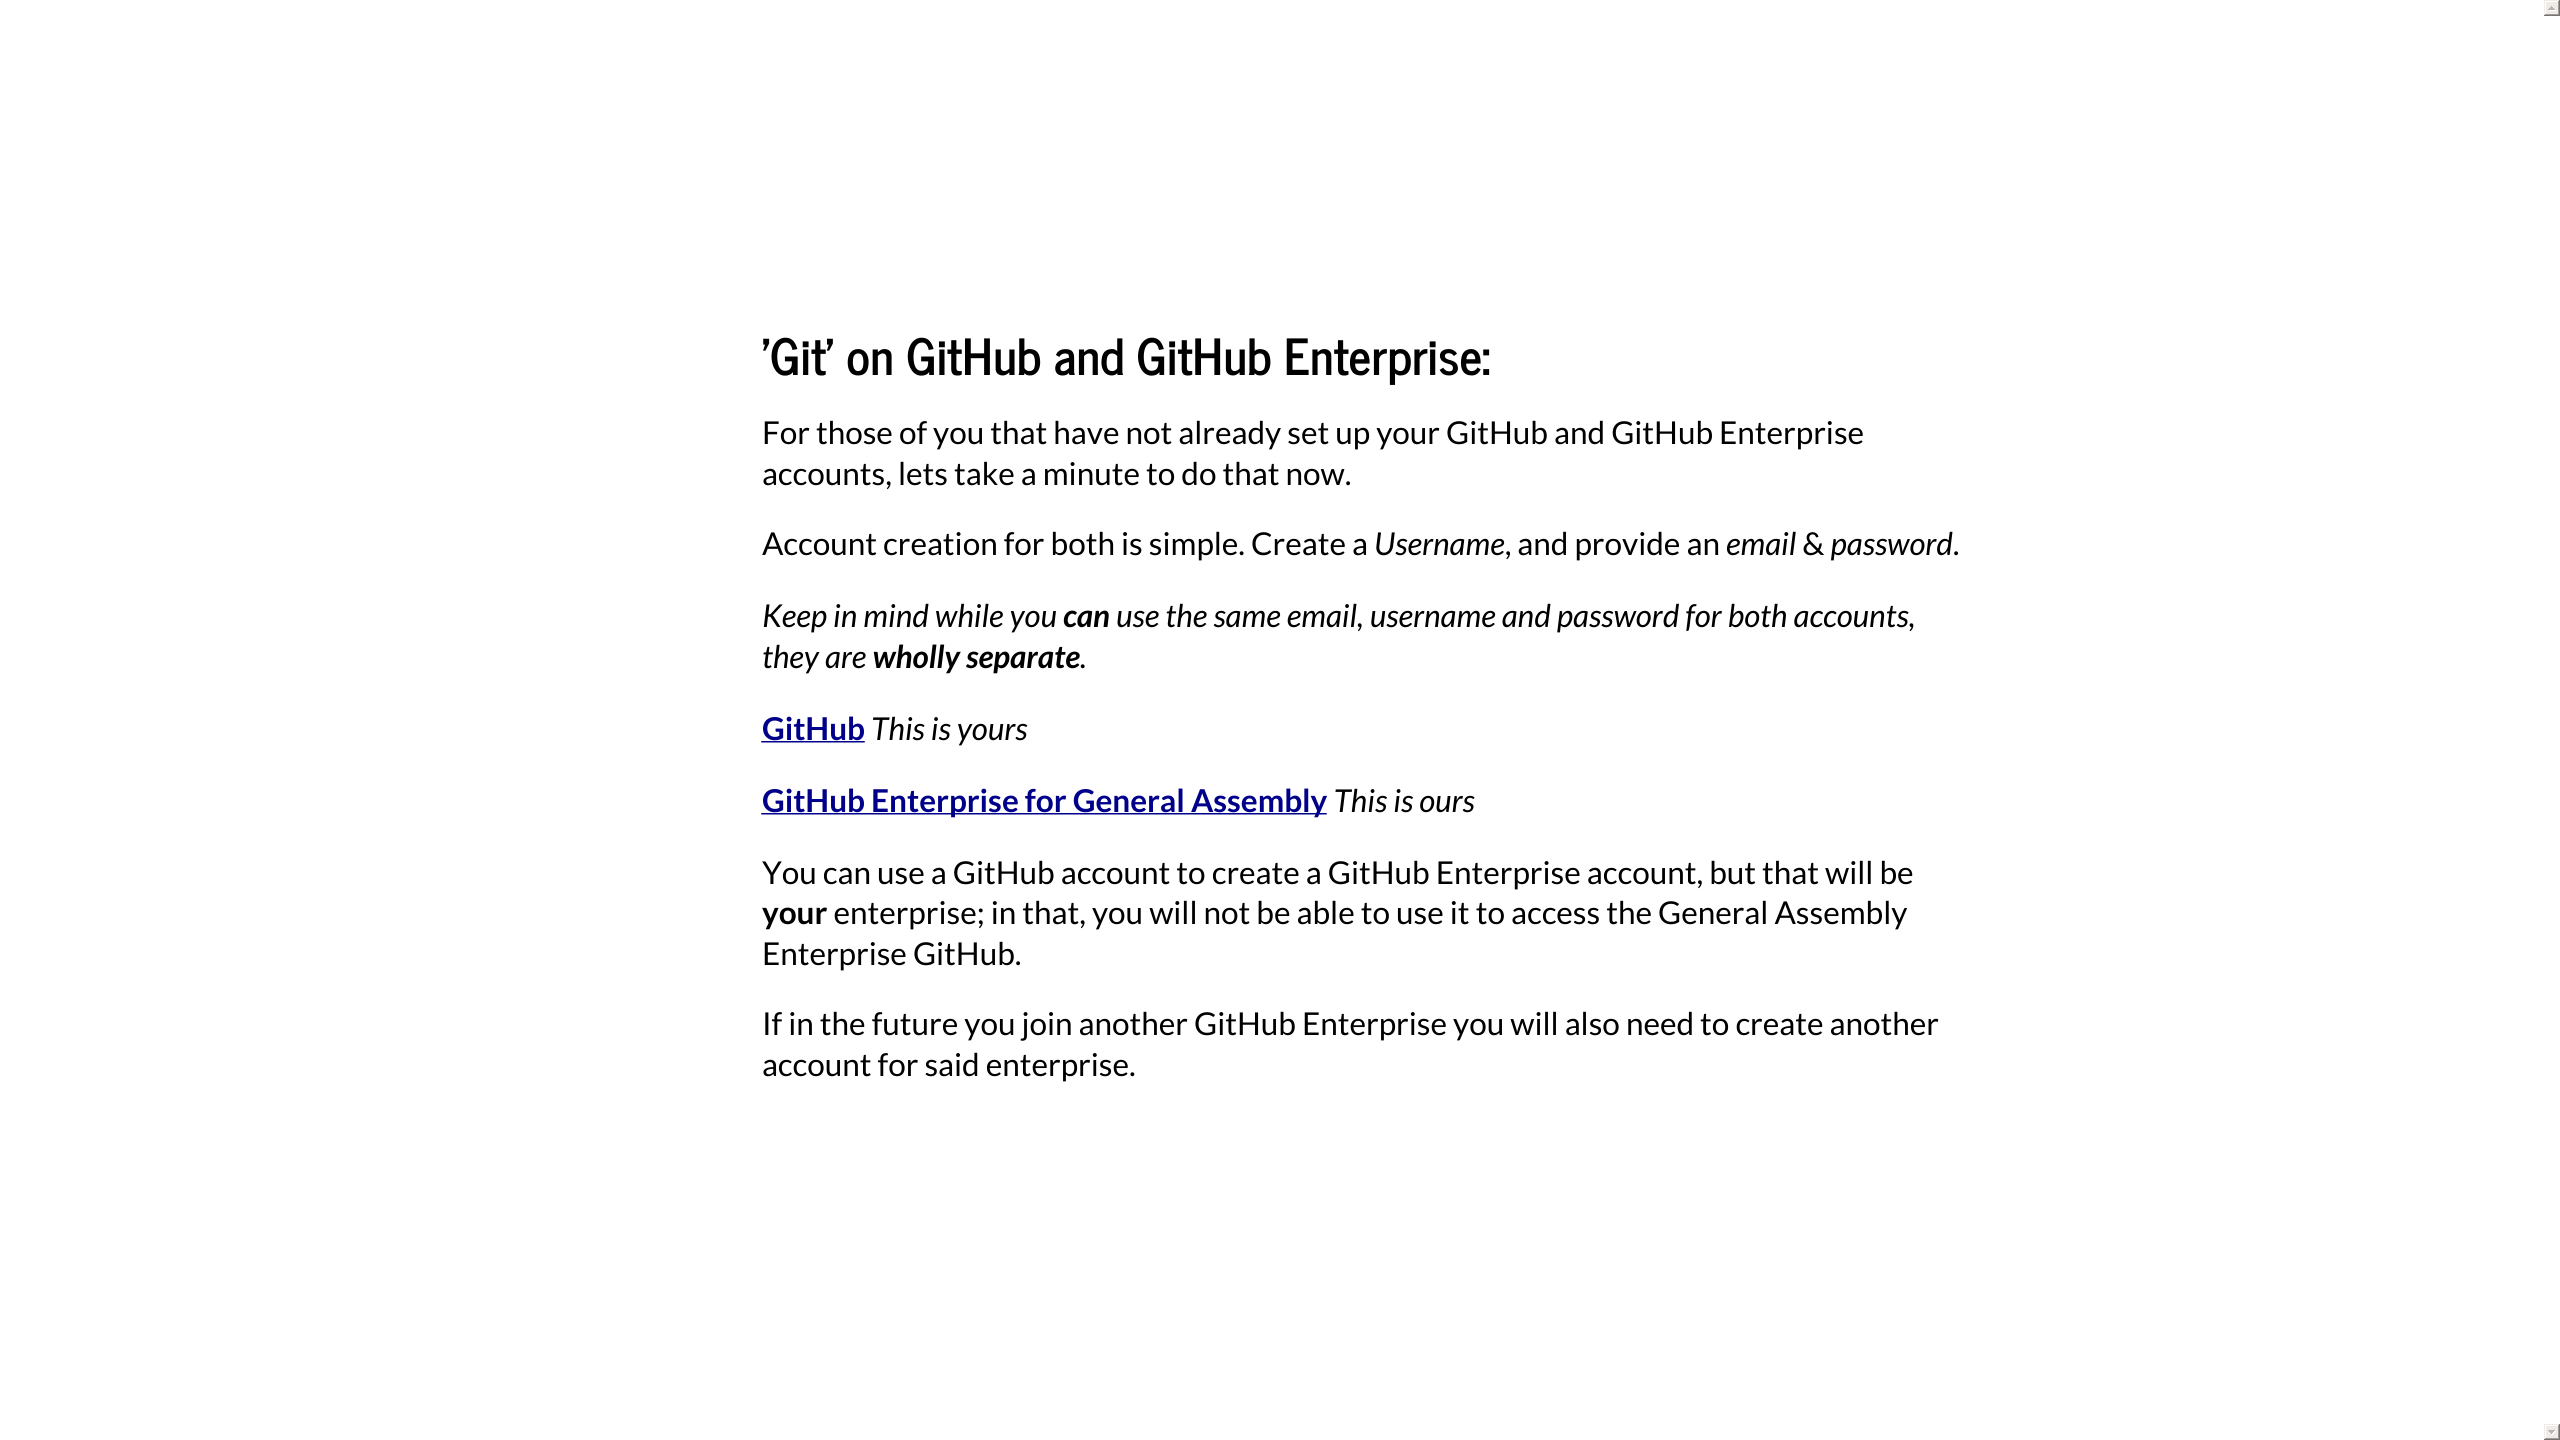 'Git' on GitHub and GitHub Enterprise:
For those of you that have not already set up your GitHub and GitHub Enterprise
accounts, lets take a minute to do that now.
Account creation for both is simple. Create a Username, and provide an email & password.
Keep in mind while you can use the same email, username and password for both accounts,
they are wholly separate.
GitHub This is yours
GitHub Enterprise for General Assembly This is ours
You can use a GitHub account to create a GitHub Enterprise account, but that will be
your enterprise; in that, you will not be able to use it to access the General Assembly
Enterprise GitHub.
If in the future you join another GitHub Enterprise you will also need to create another
account for said enterprise.